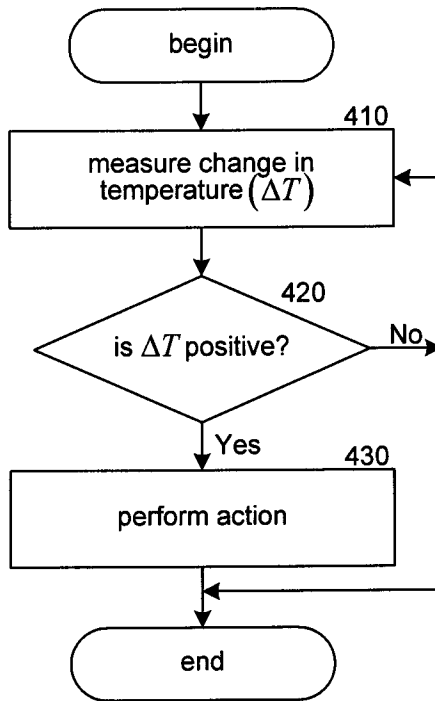 begin
410
measure change in
temperature (ΔT)
420
is ΔT positive?
No
Yes
430
perform action
end